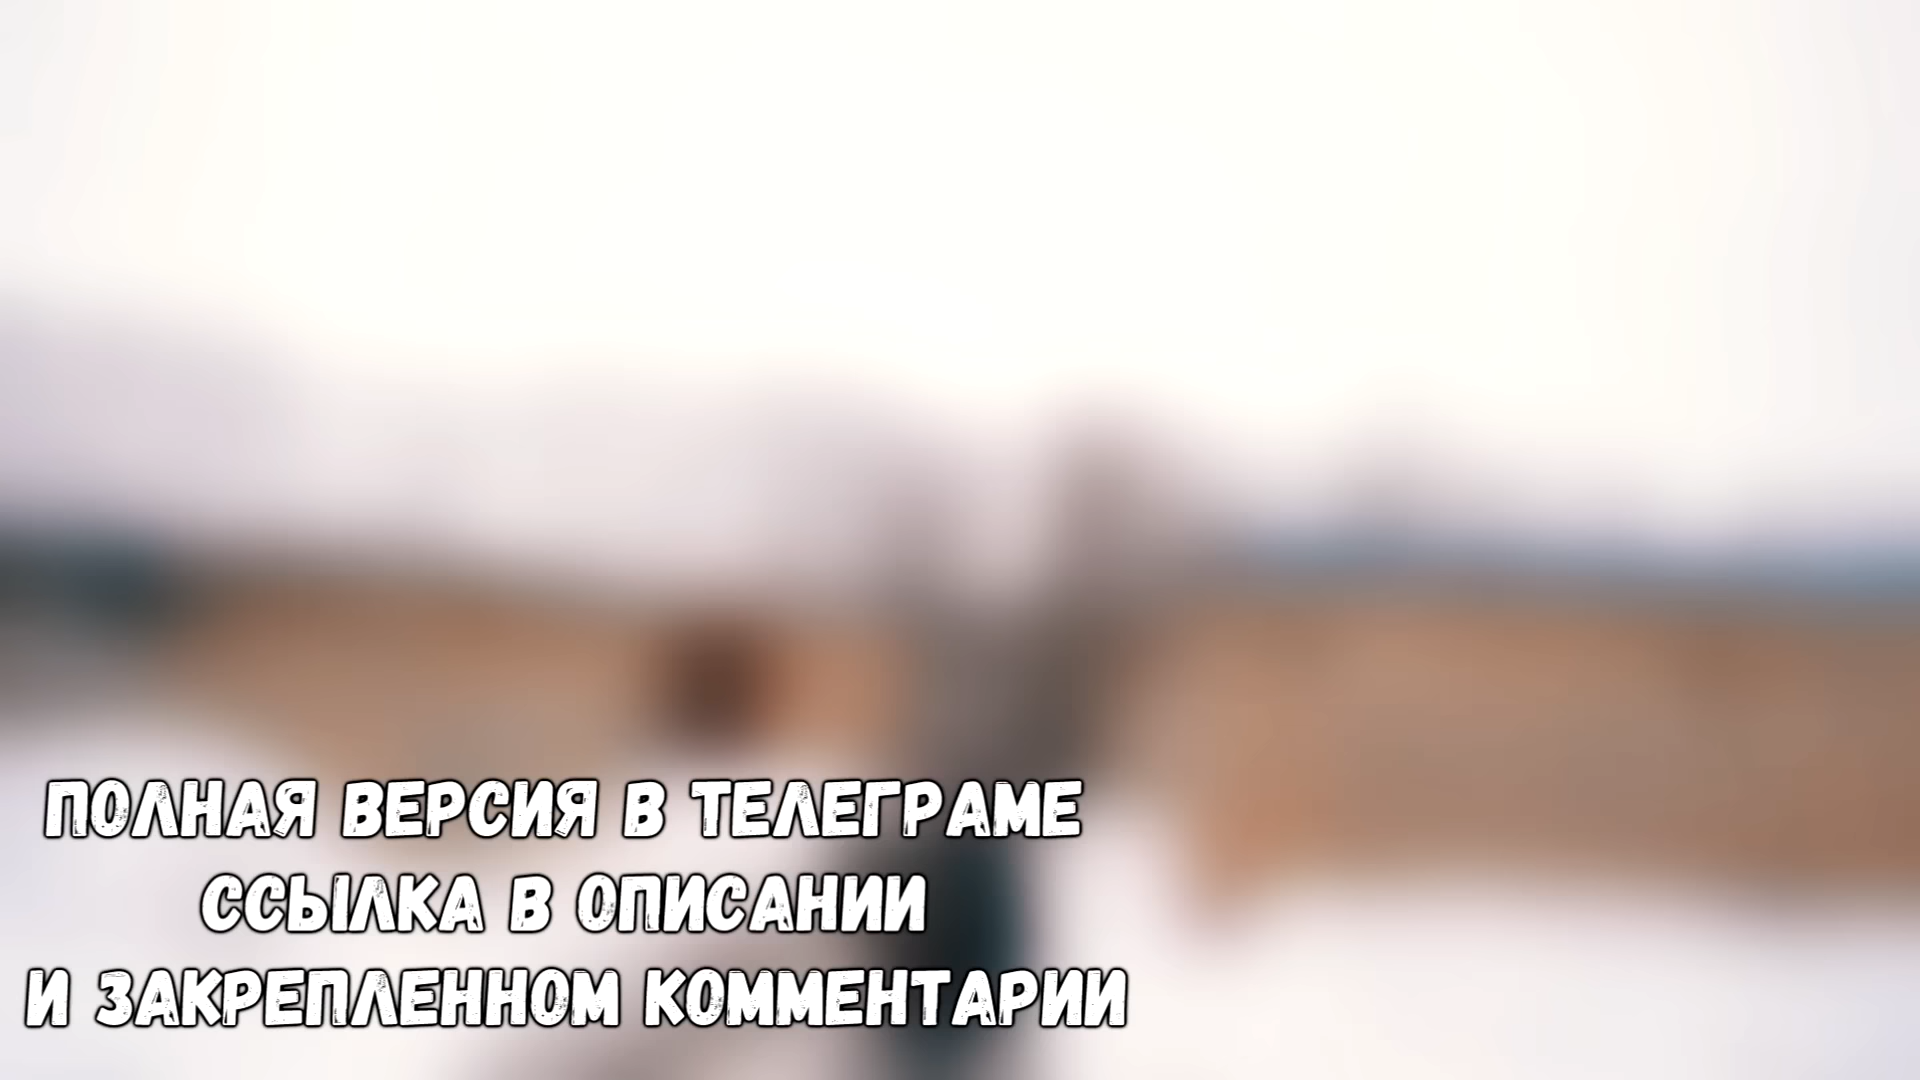 ПОЛНАЯ ВЕРСИЯ В ТЕЛЕГРАМЕ
ССЫЛКА В ОПИСАНИИ
И ЗАКРЕПЛЕННОМ КОММЕНТАРИИ